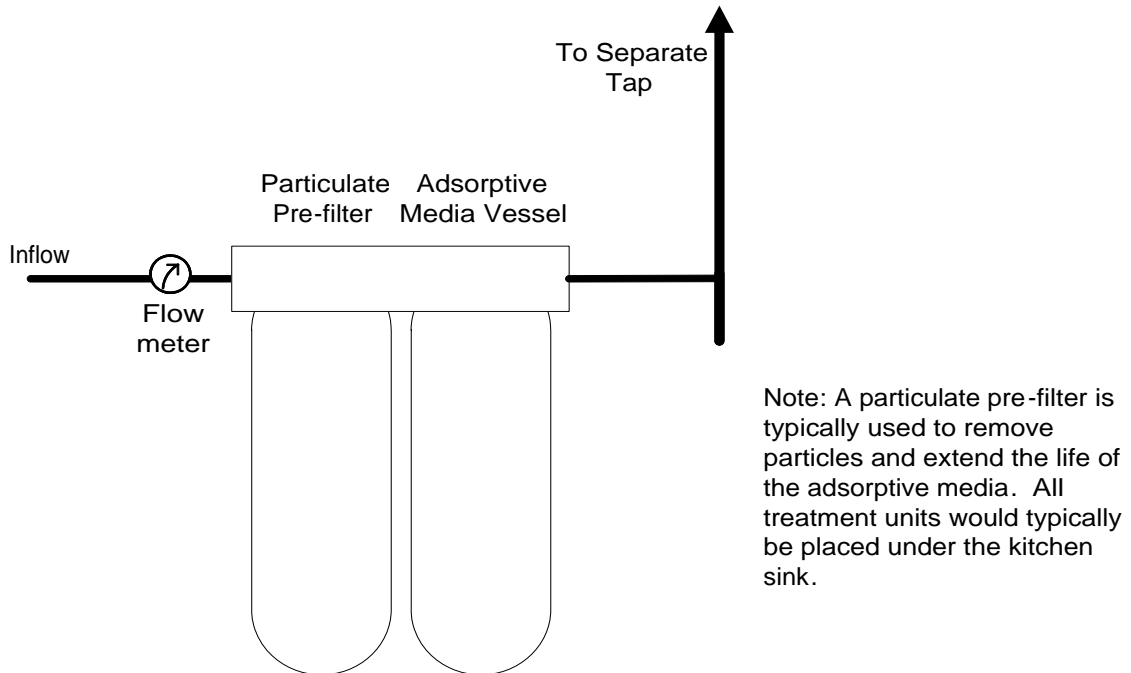 To Separate
Tap
Particulate
Pre-filter
Adsorptive
Media Vessel
Inflow
Flow
meter
Note: A particulate pre-filter is
typically used to remove
particles and extend the life of
the adsorptive media. All
treatment units would typically
be placed under the kitchen
sink.